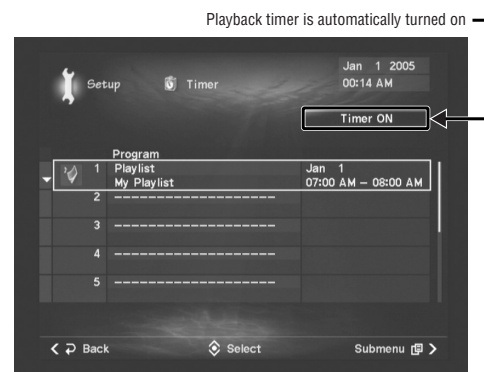 Playback timer is automatically turned on
Jan 1 2005
Setup Timer 00:14 AM
Timer ON
Program
1 Playlist Jan 1
My Playlist 07:00 AM – 08:00 AM
2 --------------------
3 --------------------
4 --------------------
5 --------------------
Back Select Submenu